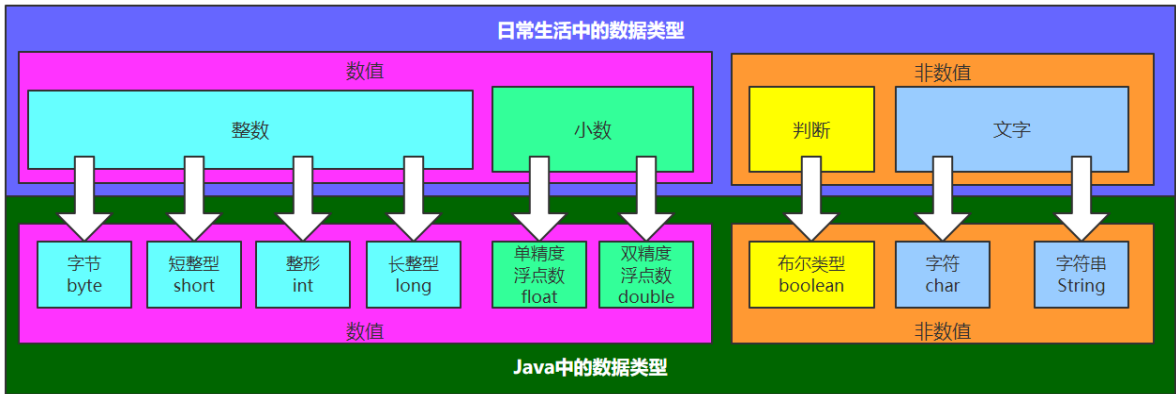 日常生活中的数据类型
数值
非数值
整数
小数
判断
文字
字节
byte
短整型
short
整形
int
长整型
long
单精度
浮点数
float
双精度
浮点数
double
布尔类型
boolean
字符
char
字符串
String
数值
非数值
Java中的数据类型